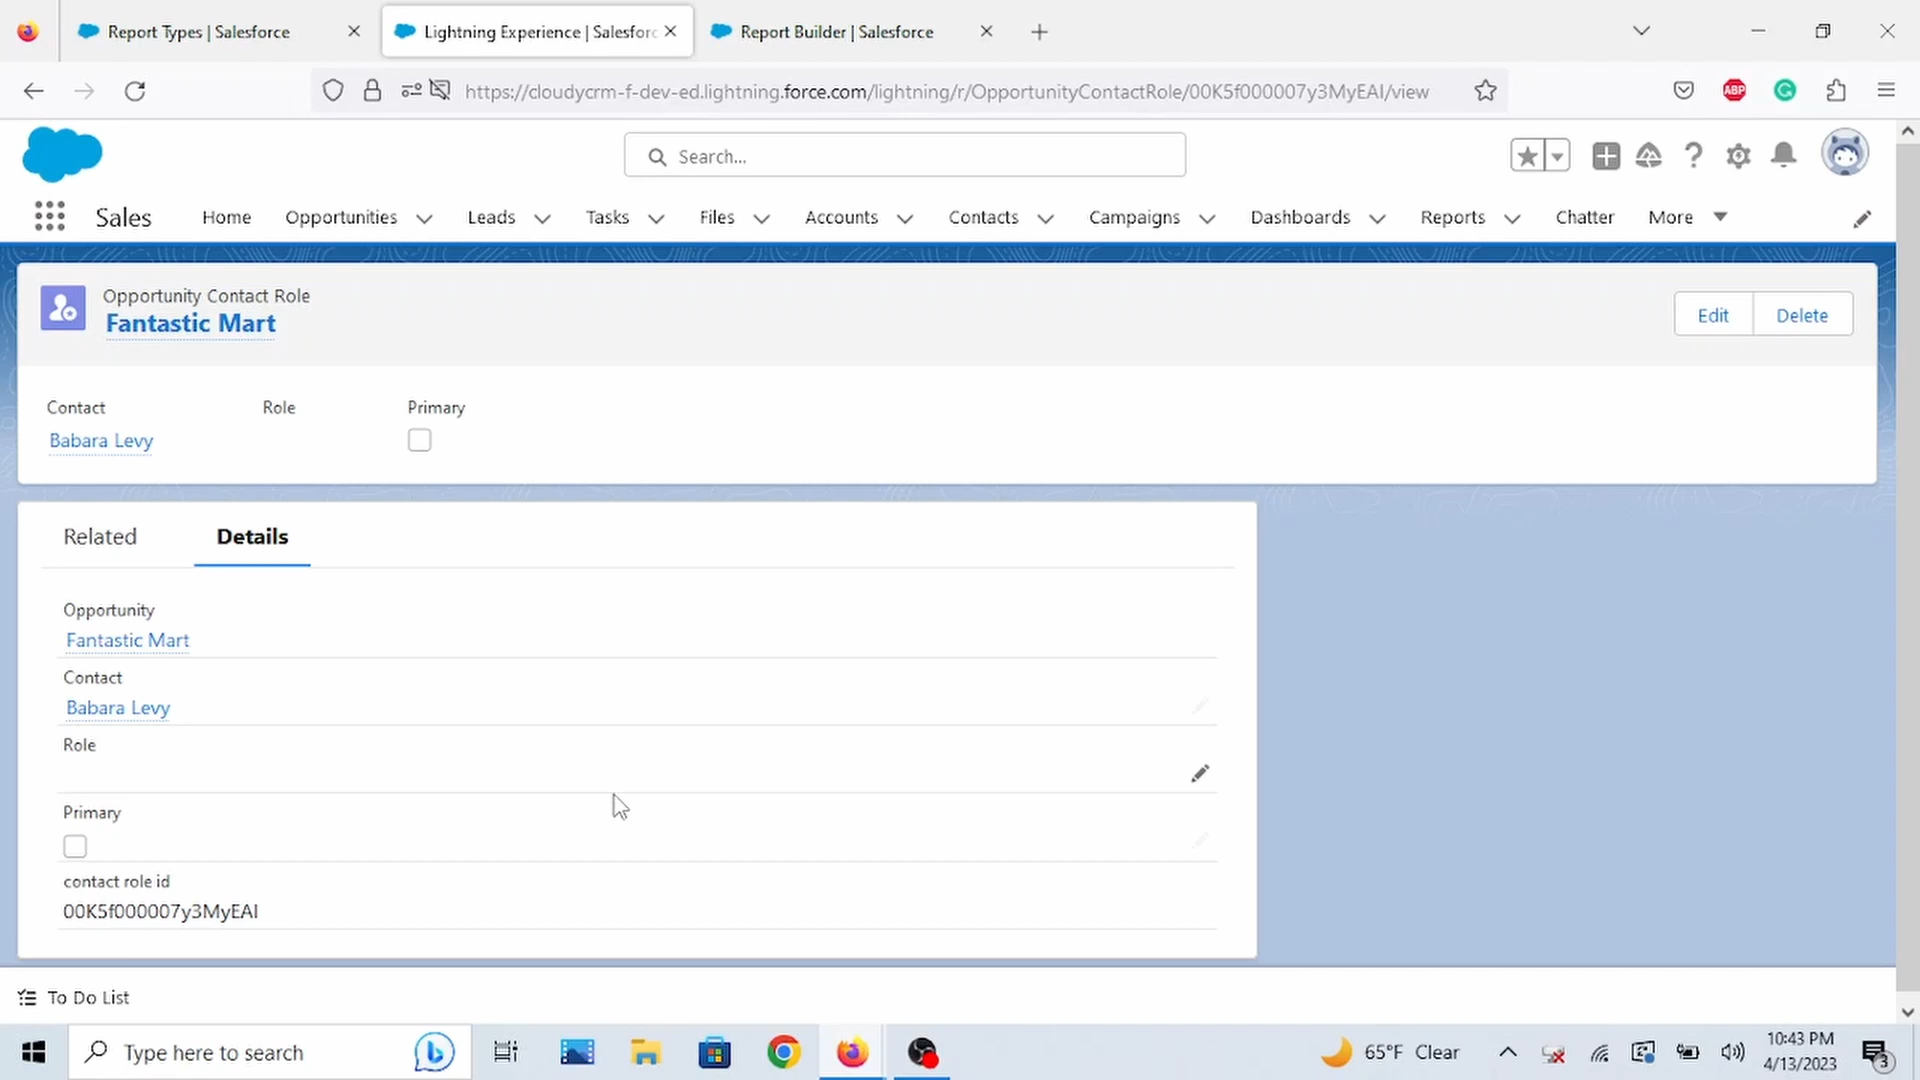 Report Types | Salesforce
Lightning Experience | Salesforc
Report Builder | Salesforce
https://cloudycrm-f-dev-ed.lightning.force.com/lightning/r/OpportunityContactRole/00K5f000007y3MyEAI/view
ABP
Search...
Sales
Home
Opportunities
Leads
Tasks
Files
Accounts
Contacts
Campaigns
Dashboards
Reports
Chatter
More
Opportunity Contact Role
Fantastic Mart
Edit
Delete
Contact
Role
Primary
Babara Levy
Related
Details
Opportunity
Fantastic Mart
Contact
Babara Levy
Role
Primary
contact role id
00K5f000007y3MyEAI
To Do List
Type here to search
65°F Clear
10:43 PM
4/13/2023
3